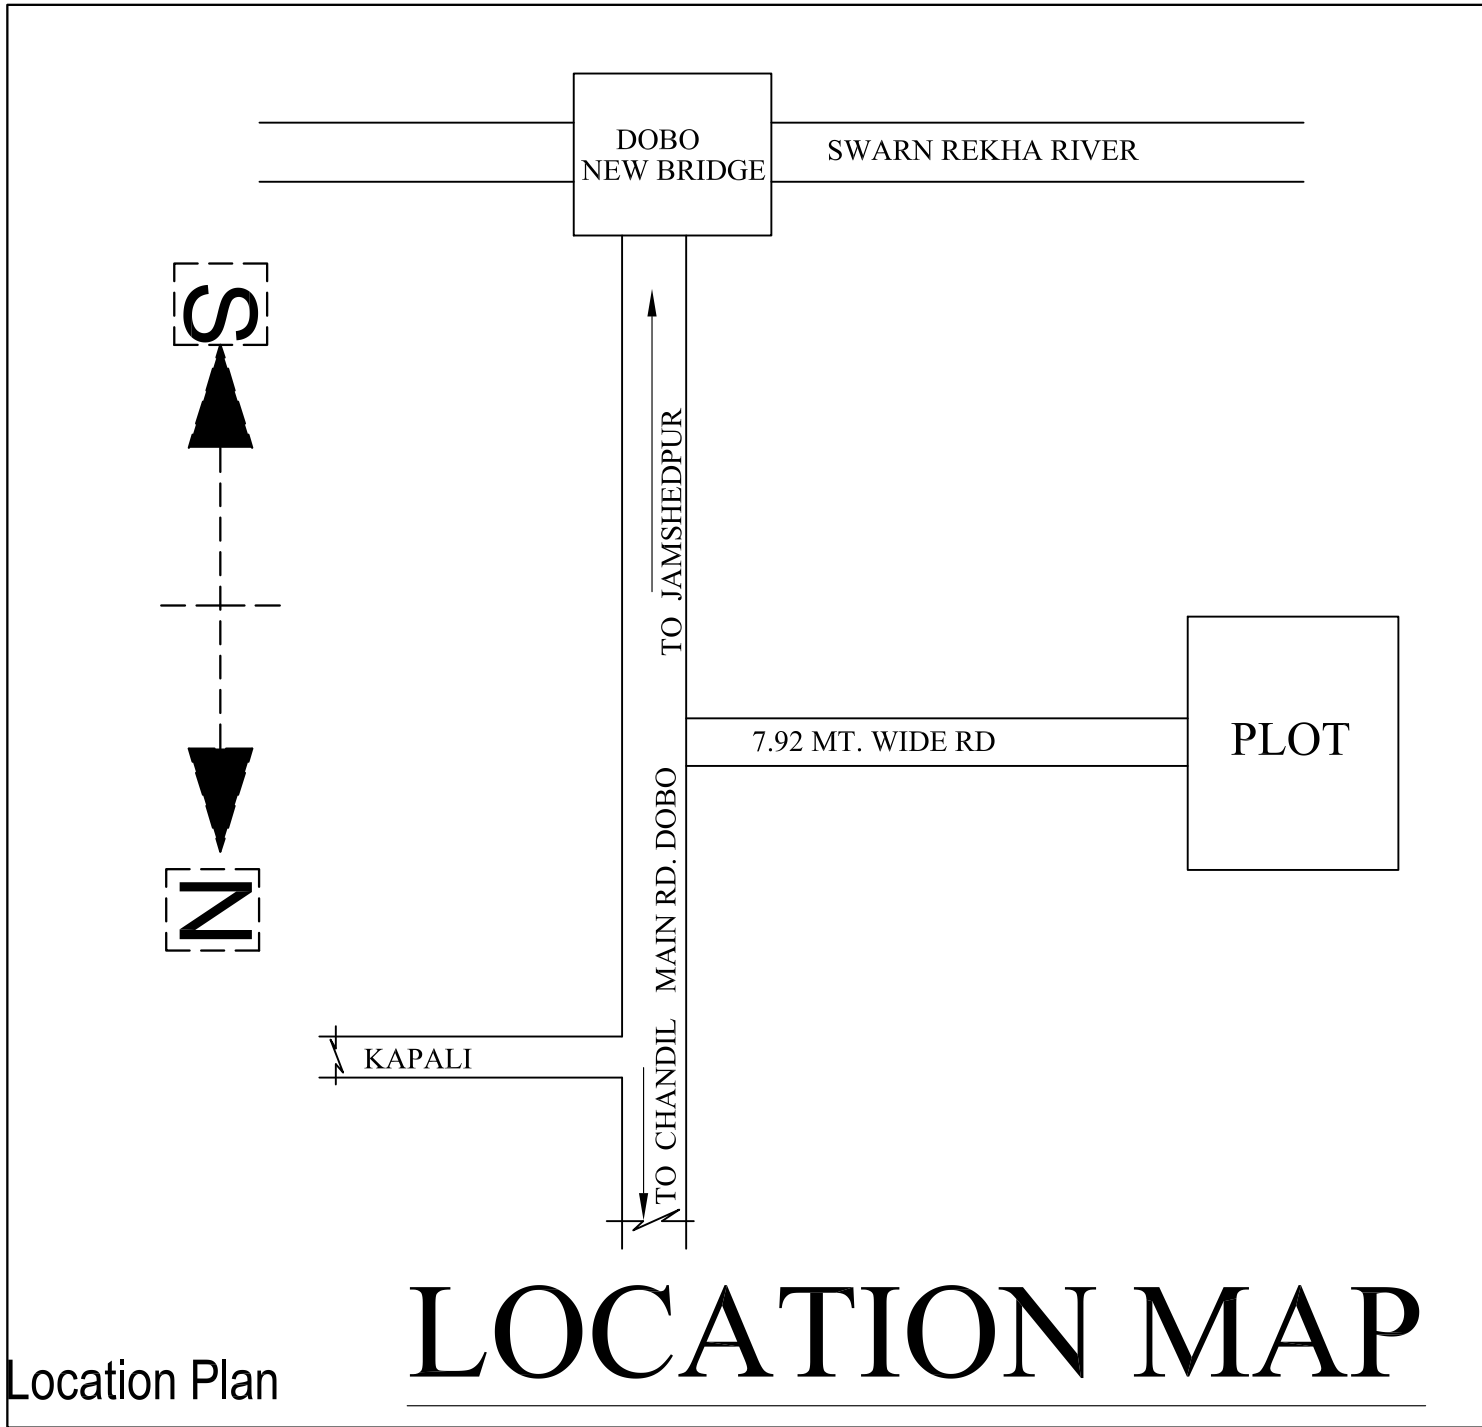 DOBO
NEW BRIDGE
SWARN REKHA RIVER
S
TO JAMSHEDPUR
7.92 MT. WIDE RD
PLOT
MAIN RD. DOBO
N
KAPALI
TO CHANDIL
LOCATION MAP
Location Plan